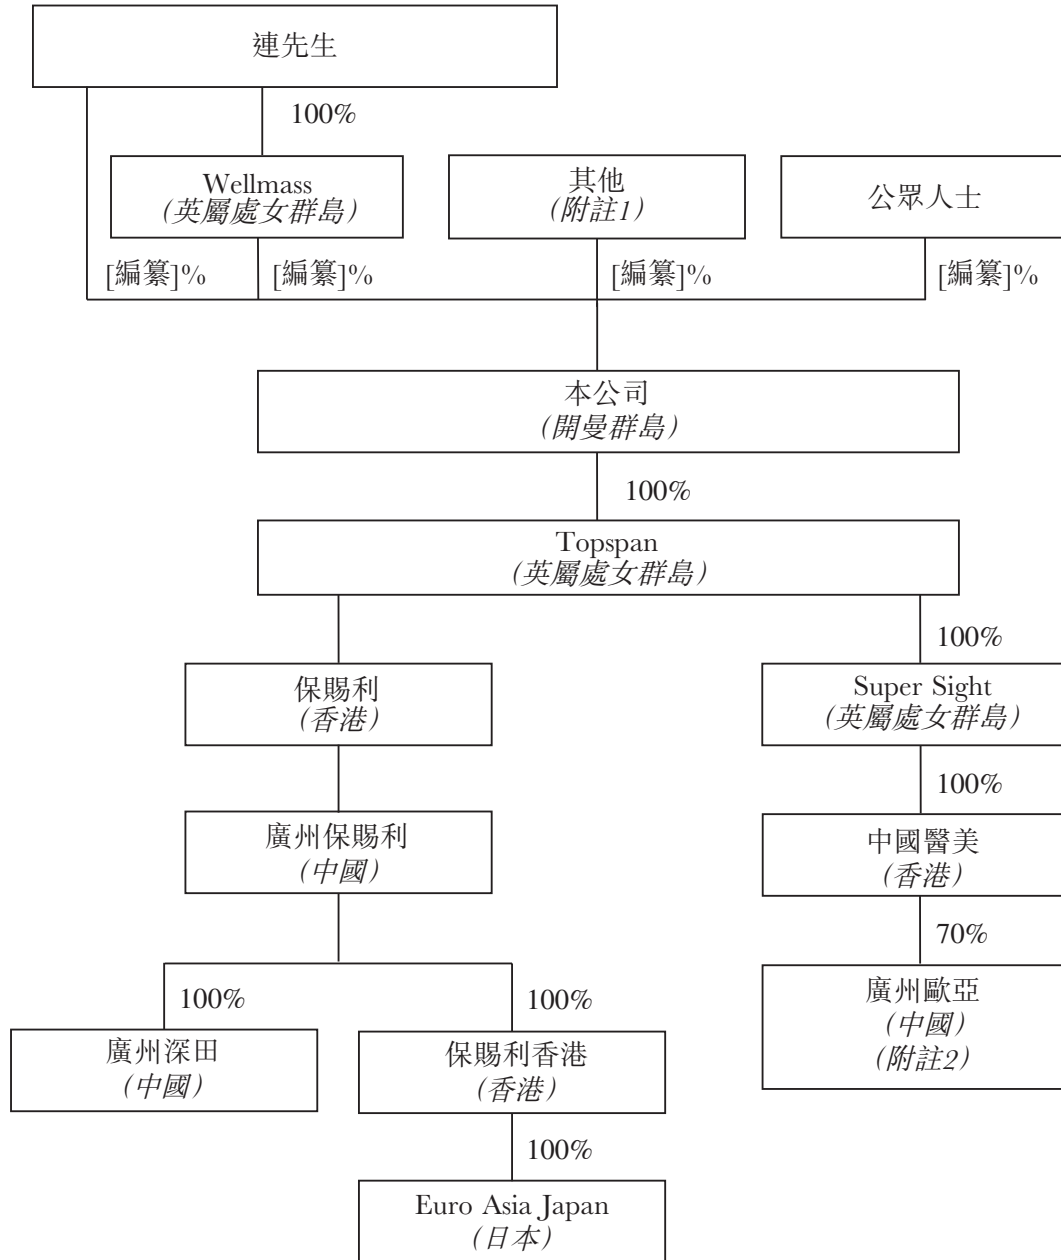 連先生
100%
Wellmass
(英屬處女群島)
其他
(附註1)
公眾人士
[編纂]%
[編纂]%
[編纂]%
[編纂]%
本公司
(開曼群島)
100%
Topspan
(英屬處女群島)
100%
保賜利
(香港)
Super Sight
(英屬處女群島)
100%
廣州保賜利
(中國)
中國醫美
(香港)
70%
100%
100%
廣州歐亞
(中國)
(附註2)
廣州深田
(中國)
保賜利香港
(香港)
100%
Euro Asia Japan
(日本)